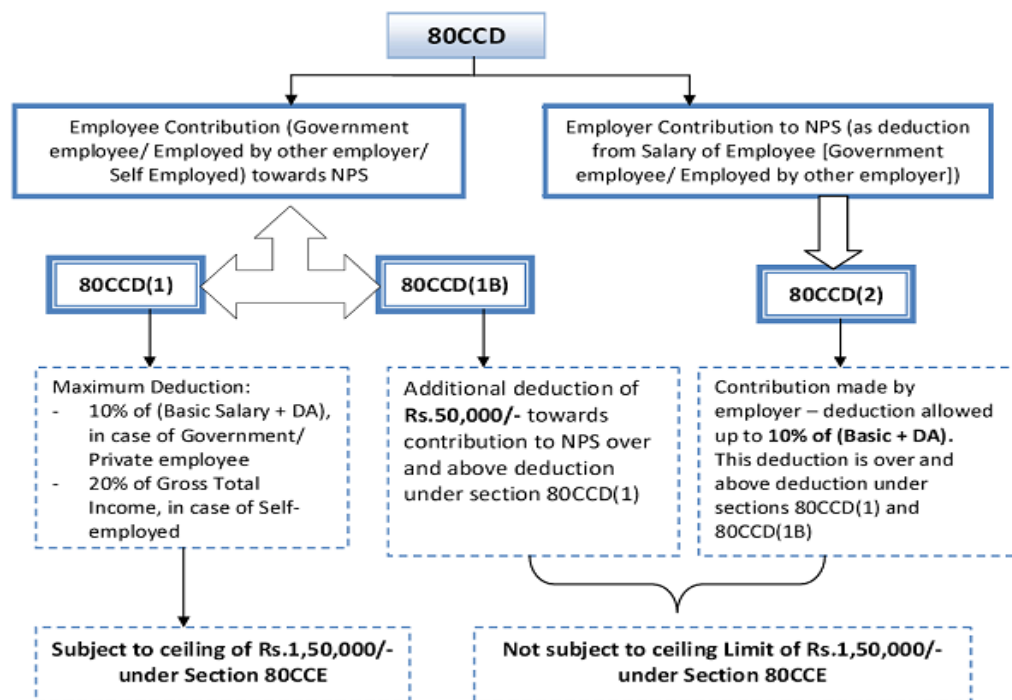 80CCD
Employee Contribution (Government
employee/ Employed by other employer/
Self Employed) towards NPS
Employer Contribution to NPS (as deduction
from Salary of Employee [Government
employee/ Employed by other employer])
80CCD(1)
80CCD(1B)
80CCD(2)
Maximum Deduction:
- 10% of (Basic Salary + DA),
in case of Government/
Private employee
- 20% of Gross Total
Income, in case of Self-
employed
Additional deduction of
Rs.50,000/- towards
contribution to NPS over
and above deduction
under section 80CCD(1)
Contribution made by
employer – deduction allowed
up to 10% of (Basic + DA).
This deduction is over and
above deduction under
sections 80CCD(1) and
80CCD(1B)
Subject to ceiling of Rs.1,50,000/-
under Section 80CCE
Not subject to ceiling Limit of Rs.1,50,000/-
under Section 80CCE